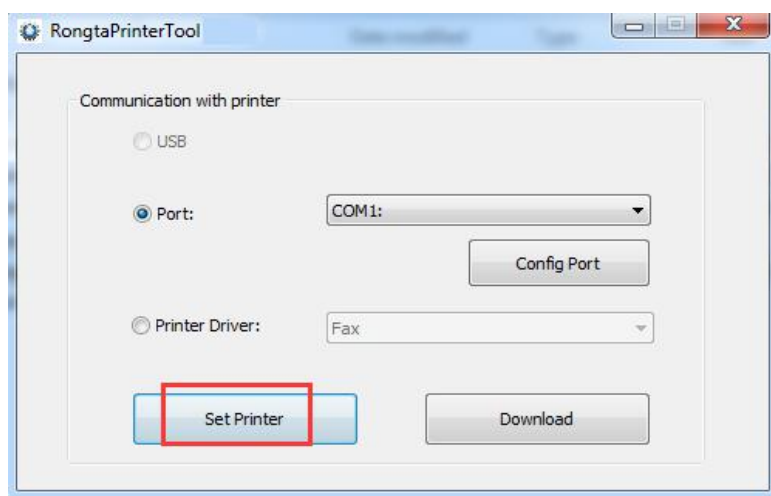 RongtaPrinterTool
Communication with printer
USB
Port: COM1:
Config Port
Printer Driver: Fax
Set Printer Download